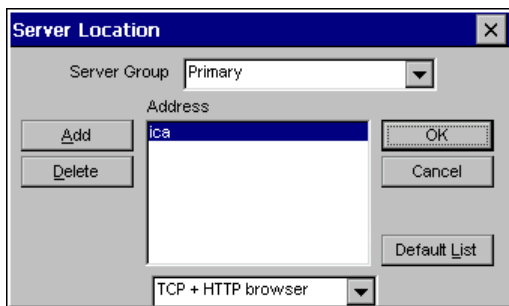 Server Location
Server Group Primary
Address
Add
ica
OK
Delete
Cancel
Default List
TCP + HTTP browser